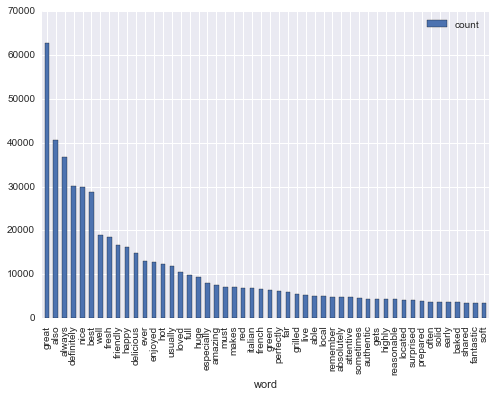 70000
60000
50000
40000
30000
20000
10000
0
count
great
also
always
definitely
nice
best
well
fresh
friendly
happy
delicious
ever
enjoyed
hot
usually
loved
full
huge
especially
amazing
must
makes
red
italian
french
green
perfectly
far
grilled
live
able
local
remember
absolutely
attentive
sometimes
authentic
gets
highly
reasonable
located
surprised
prepared
often
solid
early
baked
shared
fantastic
soft
word